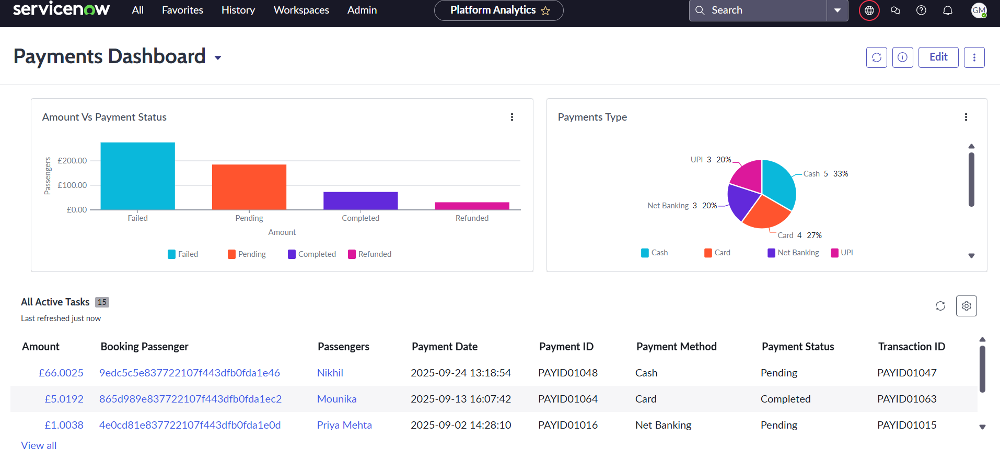 servicenow All Favorites History Workspaces Admin Platform Analytics Search GM
Payments Dashboard Edit
Amount Vs Payment Status
Passengers
£200.00
£100.00
£0.00
Failed Pending Completed Refunded
Amount
Failed Pending Completed Refunded
Payments Type
UPI 3 20%
Cash 5 33%
Net Banking 3 20%
Card 4 27%
Cash Card Net Banking UPI
All Active Tasks 15
Last refreshed just now
Amount Booking Passenger Passengers Payment Date Payment ID Payment Method Payment Status Transaction ID
£66.0025 9edc5c5e837722107f443dfb0fda1e46 Nikhil 2025-09-24 13:18:54 PAYID01048 Cash Pending PAYID01047
£5.0192 865d989e837722107f443dfb0fda1ec2 Mounika 2025-09-13 16:07:42 PAYID01064 Card Completed PAYID01063
£1.0038 4e0cd81e837722107f443dfb0fda1e0d Priya Mehta 2025-09-02 14:28:10 PAYID01016 Net Banking Pending PAYID01015
View all